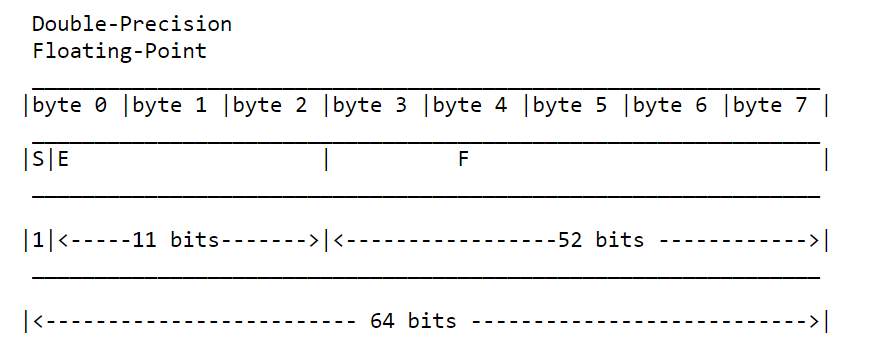 Double-Precision
Floating-Point
|byte 0 |byte 1 |byte 2 |byte 3 |byte 4 |byte 5 |byte 6 |byte 7 |
|S|E | F |
|1|<-----11 bits------->|<-----------------52 bits ------------>|
|<------------------------- 64 bits --------------------------->|